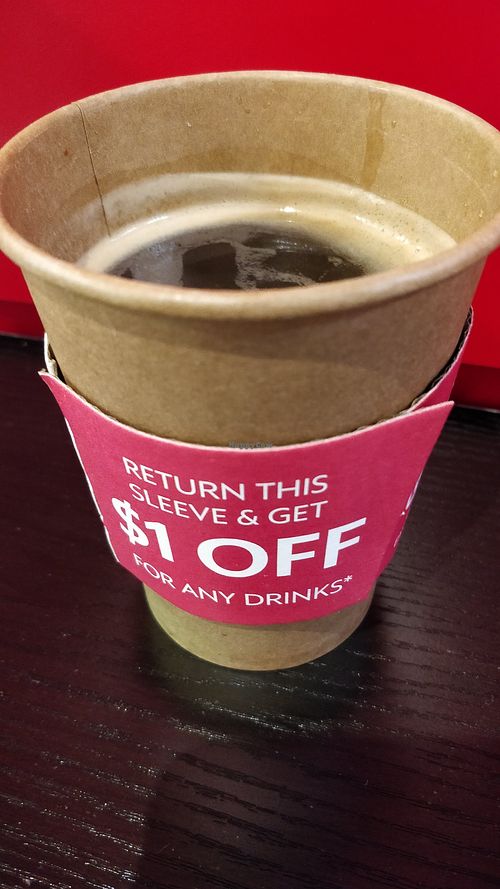 RETURN THIS
SLEEVE & GET
$1 OFF
FOR ANY DRINKS*